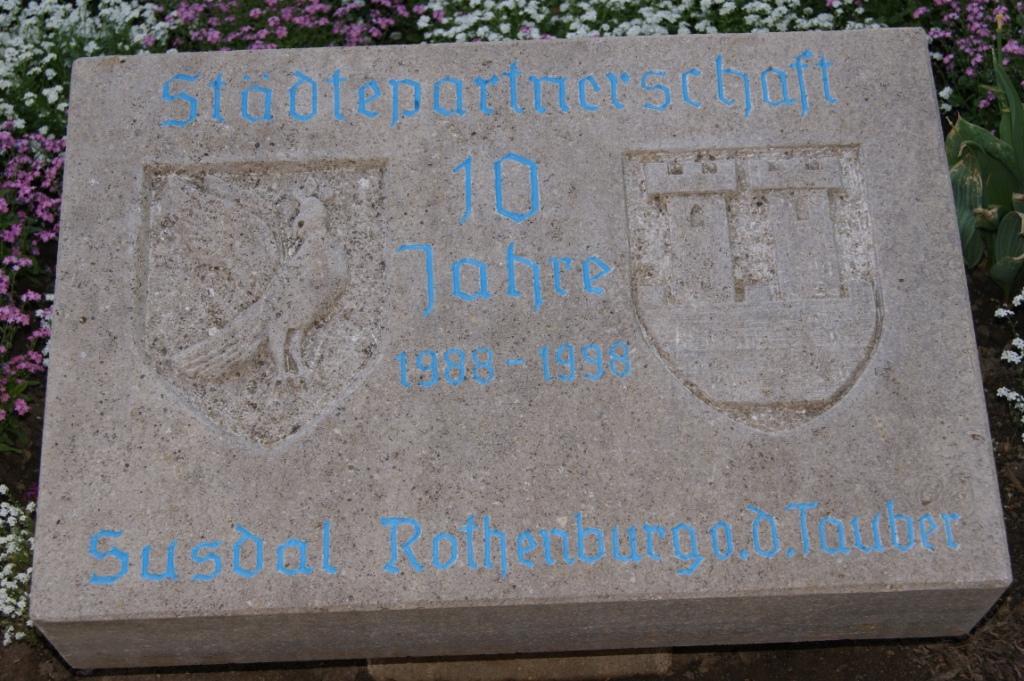 Städtepartnerschaft
10
Jahre
1988 - 1998
Susdal Rothenburg o.d.Tauber